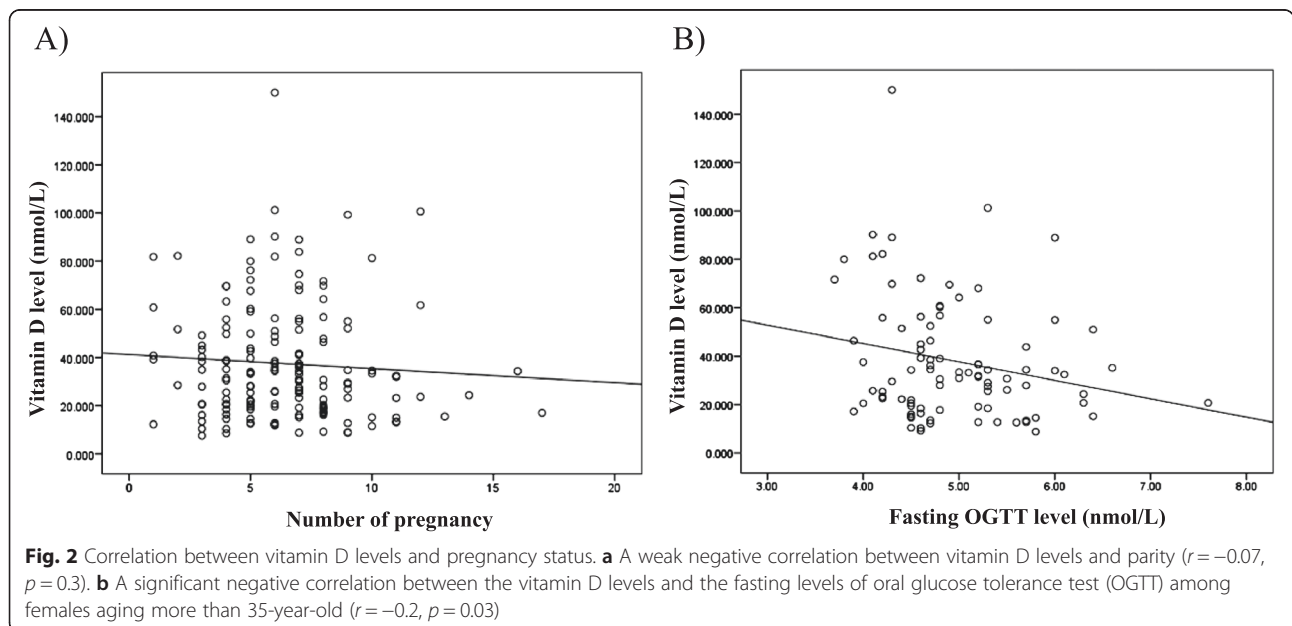 A)
B)
140.000
120.000
100.000
80.000
60.000
40.000
20.000
0.000
Vitamin D level (nmol/L)
0 5 10 15 20
Number of pregnancy
140.000
120.000
100.000
80.000
60.000
40.000
20.000
0.000
Vitamin D level (nmol/L)
3.00 4.00 5.00 6.00 7.00 8.00
Fasting OGTT level (nmol/L)
Fig. 2 Correlation between vitamin D levels and pregnancy status. a A weak negative correlation between vitamin D levels and parity (r = −0.07,
p = 0.3). b A significant negative correlation between the vitamin D levels and the fasting levels of oral glucose tolerance test (OGTT) among
females aging more than 35-year-old (r = −0.2, p = 0.03)